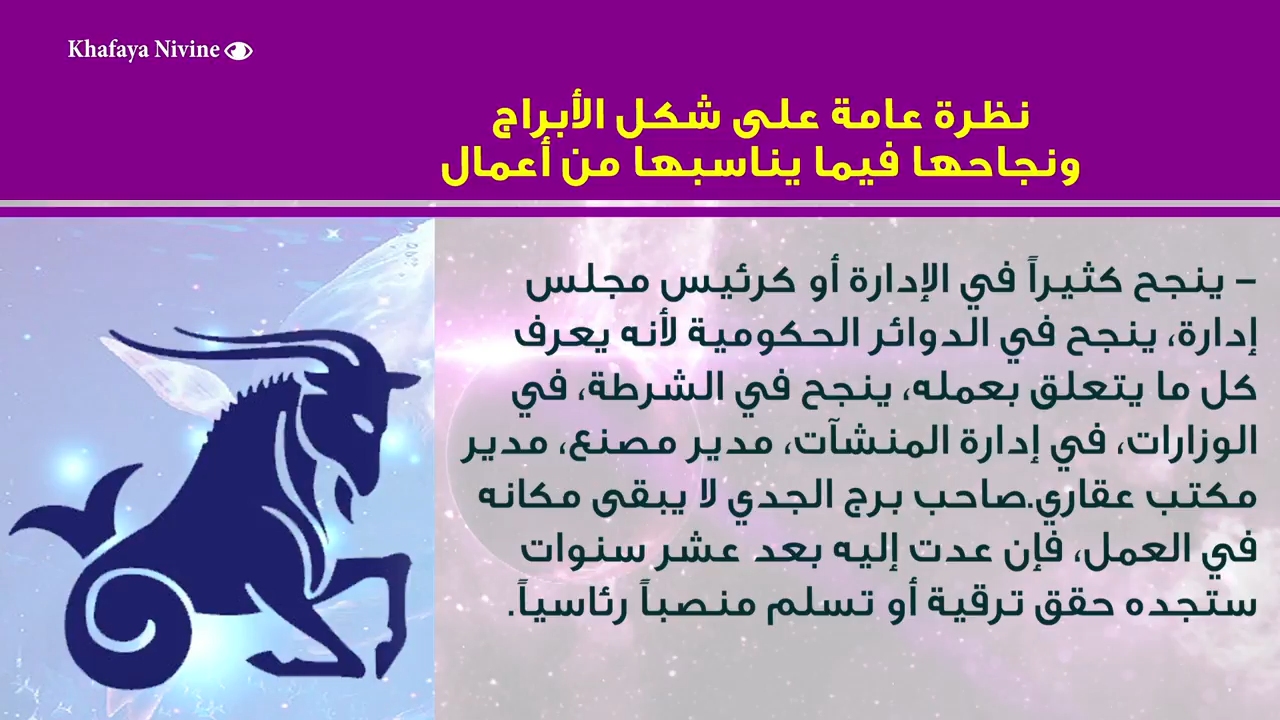 Khafaya Nivine
نظرة عامة على شكل الأبراج
ونجاحها فيما يناسبها من أعمال
– ينجح كثيراً في الإدارة أو كرئيس مجلس
إدارة، ينجح في الدوائر الحكومية لأنه يعرف
كل ما يتعلق بعمله، ينجح في الشرطة، في
الوزارات، في إدارة المنشآت، مدير مصنع، مدير
مكتب عقاري.صاحب برج الجدي لا يبقى مكانه
في العمل، فإن عدت إليه بعد عشر سنوات
ستجده حقق ترقية أو تسلم منصباً رئاسياً.